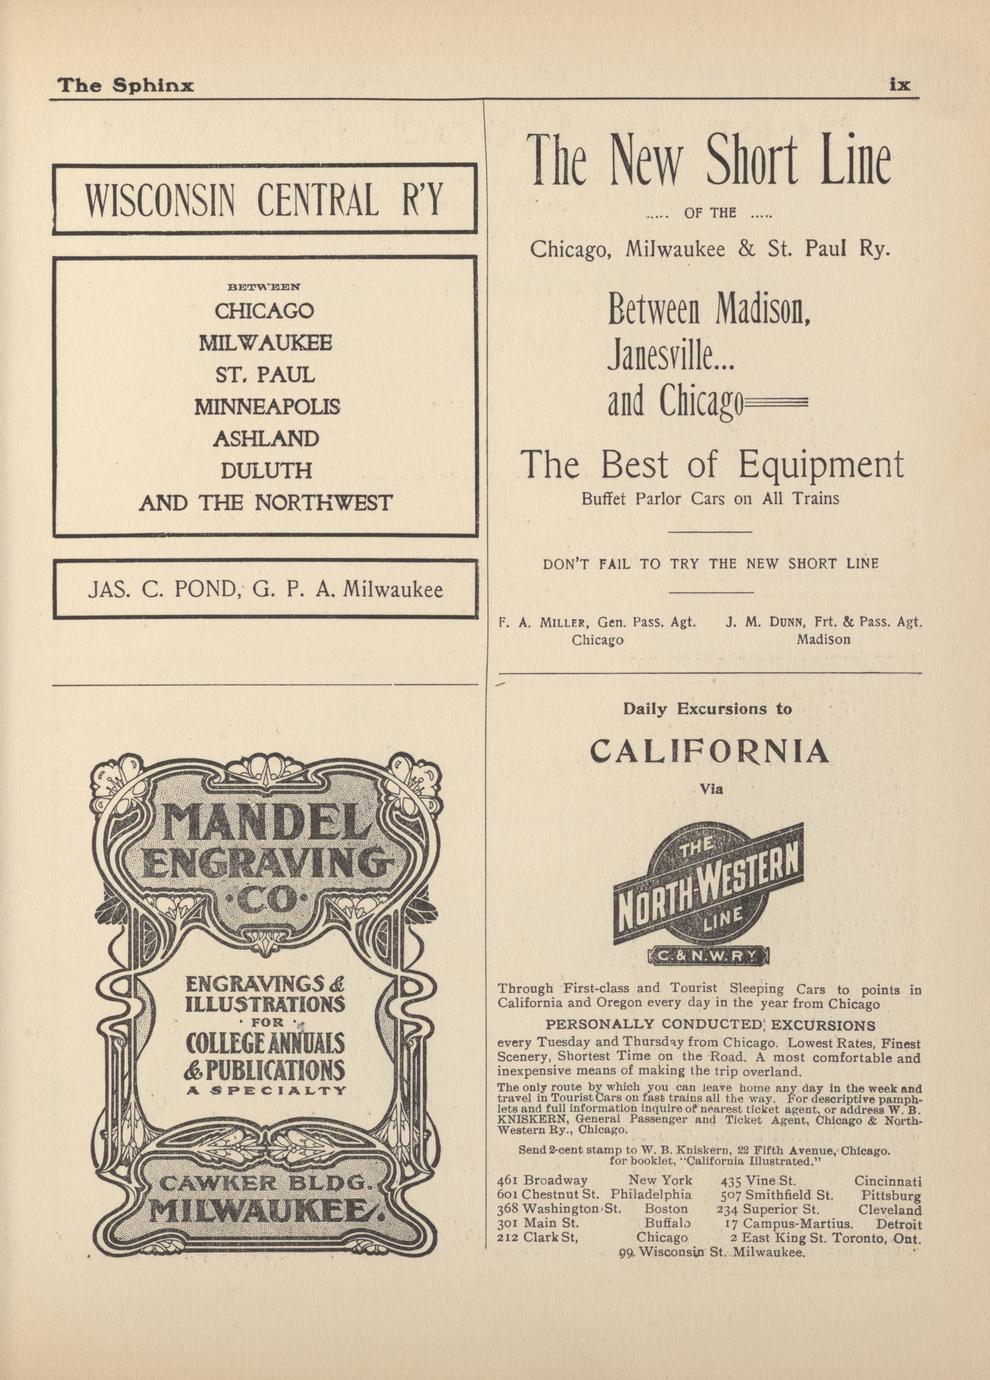 The Sphinx
ix
WISCONSIN CENTRAL R'Y
BETWEEN
CHICAGO
MILWAUKEE
ST. PAUL
MINNEAPOLIS
ASHLAND
DULUTH
AND THE NORTHWEST
JAS. C. POND, G. P. A. Milwaukee
MANDEL
ENGRAVING
·CO·
ENGRAVINGS &
ILLUSTRATIONS
· FOR ·
COLLEGE ANNUALS
& PUBLICATIONS
A SPECIALTY
CAWKER BLDG.
MILWAUKEE.
The New Short Line
..... OF THE .....
Chicago, Milwaukee & St. Paul Ry.
Between Madison,
Janesville...
and Chicago
The Best of Equipment
Buffet Parlor Cars on All Trains
DON'T FAIL TO TRY THE NEW SHORT LINE
F. A. MILLER, Gen. Pass. Agt. J. M. DUNN, Frt. & Pass. Agt.
Chicago Madison
Daily Excursions to
CALIFORNIA
Via
THE
NORTH-WESTERN
LINE
C. & N. W. RY
Through First-class and Tourist Sleeping Cars to points in
California and Oregon every day in the year from Chicago
PERSONALLY CONDUCTED EXCURSIONS
every Tuesday and Thursday from Chicago. Lowest Rates, Finest
Scenery, Shortest Time on the Road. A most comfortable and
inexpensive means of making the trip overland.
The only route by which you can leave home any day in the week and
travel in Tourist Cars on fast trains all the way. For descriptive pamph-
lets and full information inquire of nearest ticket agent, or address W. B.
KNISKERN, General Passenger and Ticket Agent, Chicago & North-
Western Ry., Chicago.
Send 2-cent stamp to W. B. Kniskern, 22 Fifth Avenue, Chicago.
for booklet, "California Illustrated."
461 Broadway New York 435 Vine St. Cincinnati
601 Chestnut St. Philadelphia 507 Smithfield St. Pittsburg
368 Washington St. Boston 234 Superior St. Cleveland
301 Main St. Buffalo 17 Campus-Martius. Detroit
212 Clark St, Chicago 2 East King St. Toronto, Ont.
99 Wisconsin St. Milwaukee.